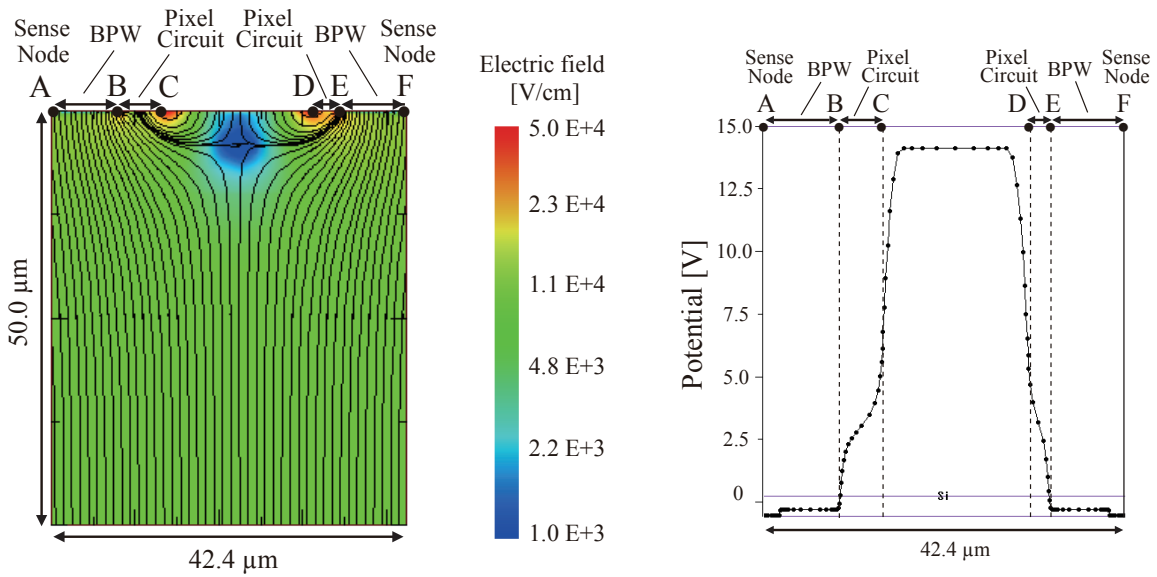 Sense Node
BPW
Pixel Circuit
Pixel Circuit
BPW
Sense Node
A
B
C
D
E
F
50.0 µm
42.4 µm
Electric field
[V/cm]
5.0 E+4
2.3 E+4
1.1 E+4
4.8 E+3
2.2 E+3
1.0 E+3
Sense Node
BPW
Pixel Circuit
Pixel Circuit
BPW
Sense Node
A
B
C
D
E
F
Potential [V]
15.0
12.5
10.0
7.5
5.0
2.5
0
Si
42.4 µm